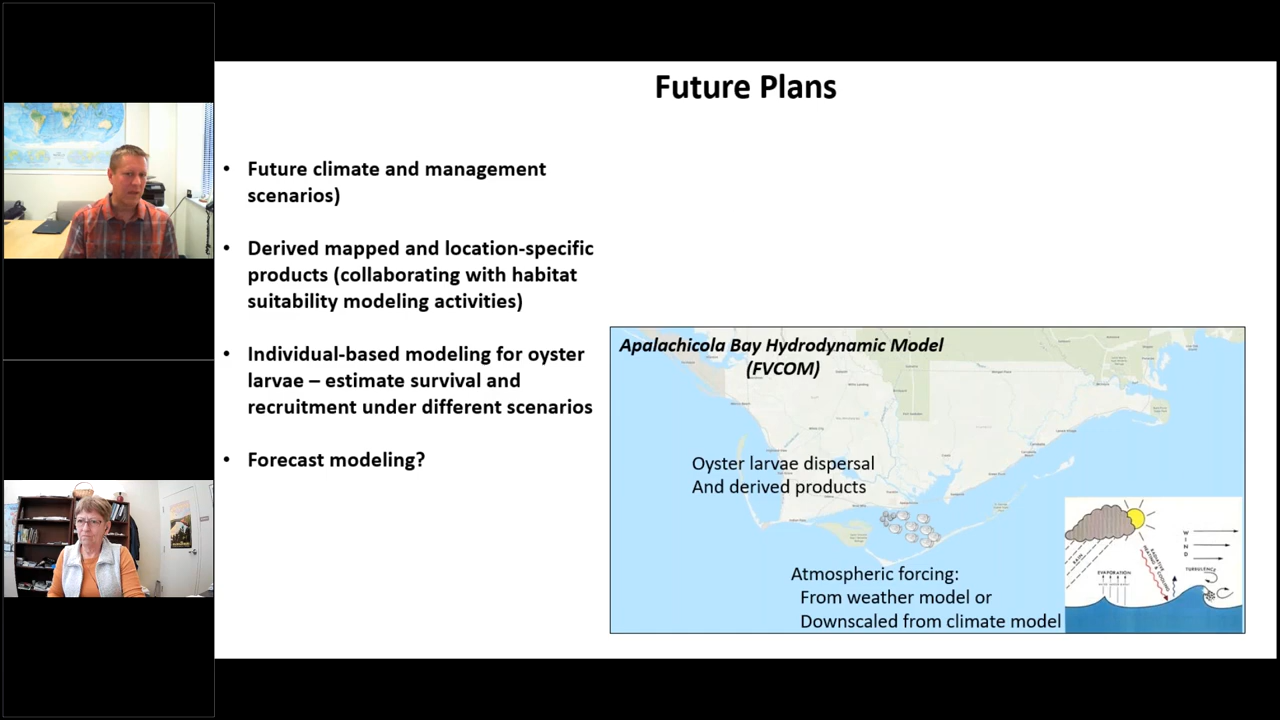 Future Plans
• Future climate and management
scenarios)
• Derived mapped and location-specific
products (collaborating with habitat
suitability modeling activities)
• Individual-based modeling for oyster
larvae – estimate survival and
recruitment under different scenarios
• Forecast modeling?
Apalachicola Bay Hydrodynamic Model
(FVCOM)
Oyster larvae dispersal
And derived products
Atmospheric forcing:
From weather model or
Downscaled from climate model
RAIN
EVAPORATION
WIND
TURBULENCE